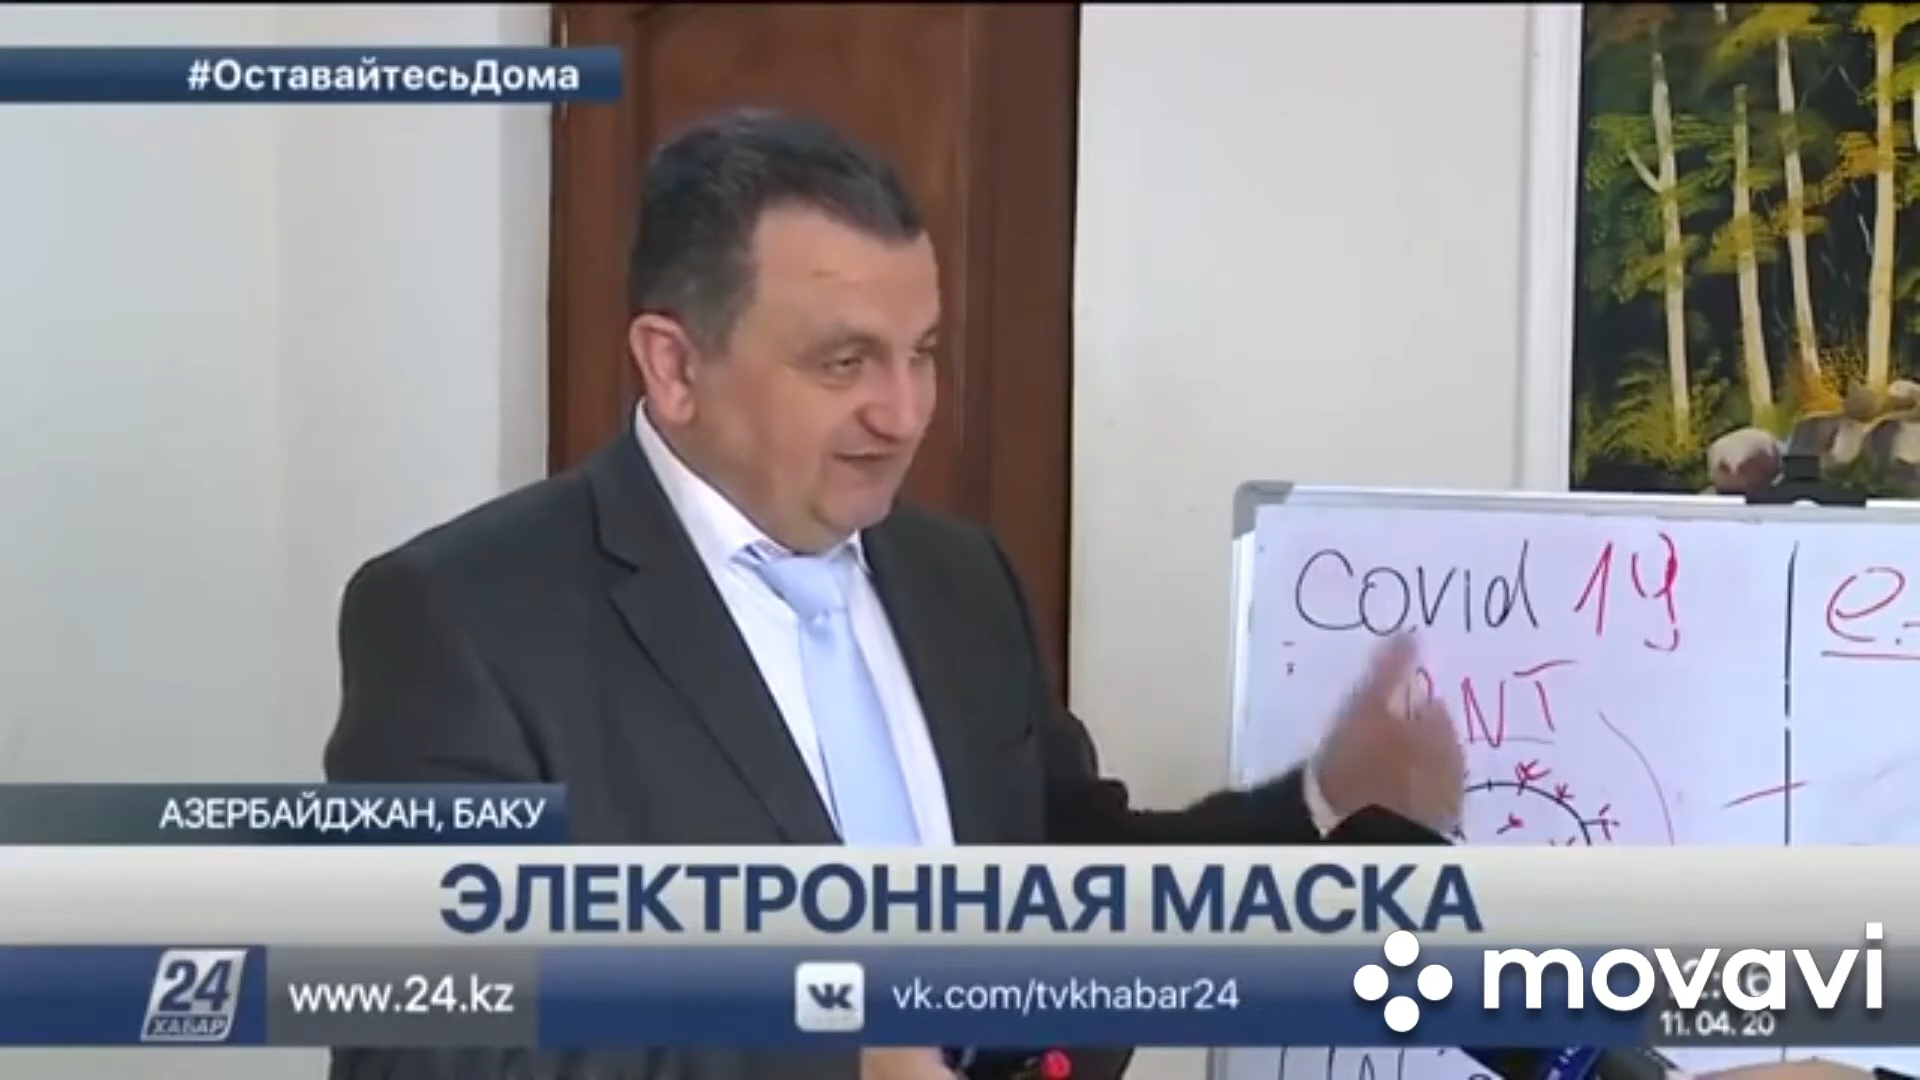 #ОставайтесьДома
Covid 19
e.-
АЗЕРБАЙДЖАН, БАКУ
ЭЛЕКТРОННАЯ МАСКА
24
ХАБАР
www.24.kz
vk.com/tvkhabar24
movavi
11. 04. 20